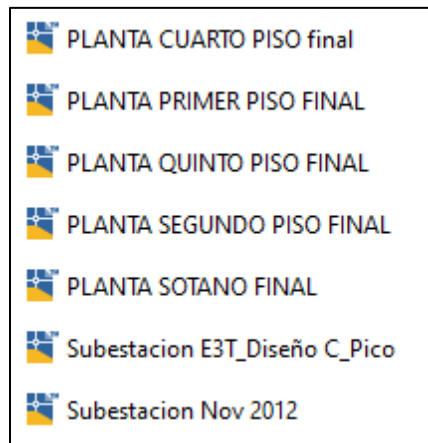 PLANTA CUARTO PISO final
PLANTA PRIMER PISO FINAL
PLANTA QUINTO PISO FINAL
PLANTA SEGUNDO PISO FINAL
PLANTA SOTANO FINAL
Subestacion E3T_Diseño C_Pico
Subestacion Nov 2012